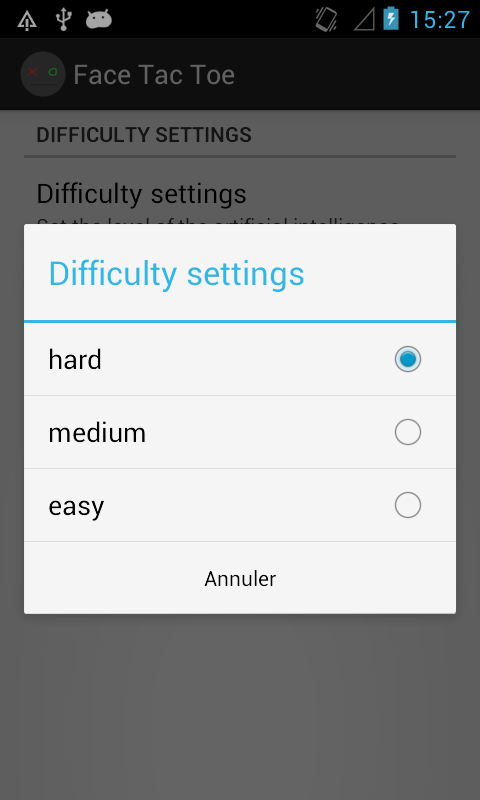 15:27
Face Tac Toe
DIFFICULTY SETTINGS
Difficulty settings
Set the level of the artificial intelligence
Difficulty settings
hard
medium
easy
Annuler